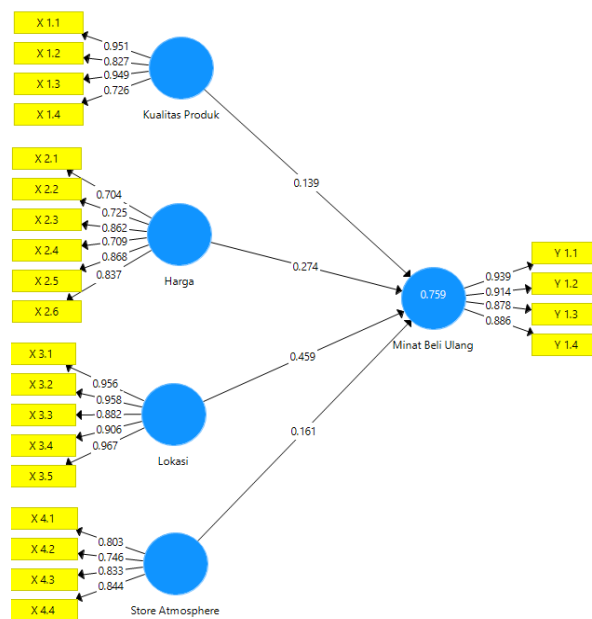 X 1.1
X 1.2
X 1.3
X 1.4
0.951
0.827
0.949
0.726
Kualitas Produk
0.139
X 2.1
X 2.2
X 2.3
X 2.4
X 2.5
X 2.6
0.704
0.725
0.862
0.709
0.868
0.837
Harga
0.274
X 3.1
X 3.2
X 3.3
X 3.4
X 3.5
0.956
0.958
0.882
0.906
0.967
Lokasi
0.459
X 4.1
X 4.2
X 4.3
X 4.4
0.803
0.746
0.833
0.844
Store Atmosphere
0.161
0.759
Minat Beli Ulang
0.939
0.914
0.878
0.886
Y 1.1
Y 1.2
Y 1.3
Y 1.4